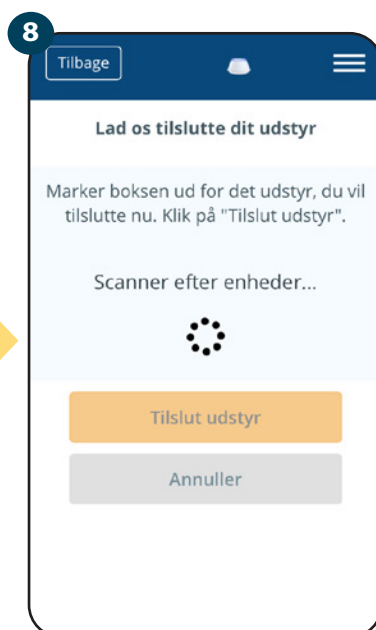 8
Tilbage
Lad os tilslutte dit udstyr
Marker boksen ud for det udstyr, du vil
tilslutte nu. Klik på "Tilslut udstyr".
Scanner efter enheder...
Tilslut udstyr
Annuller